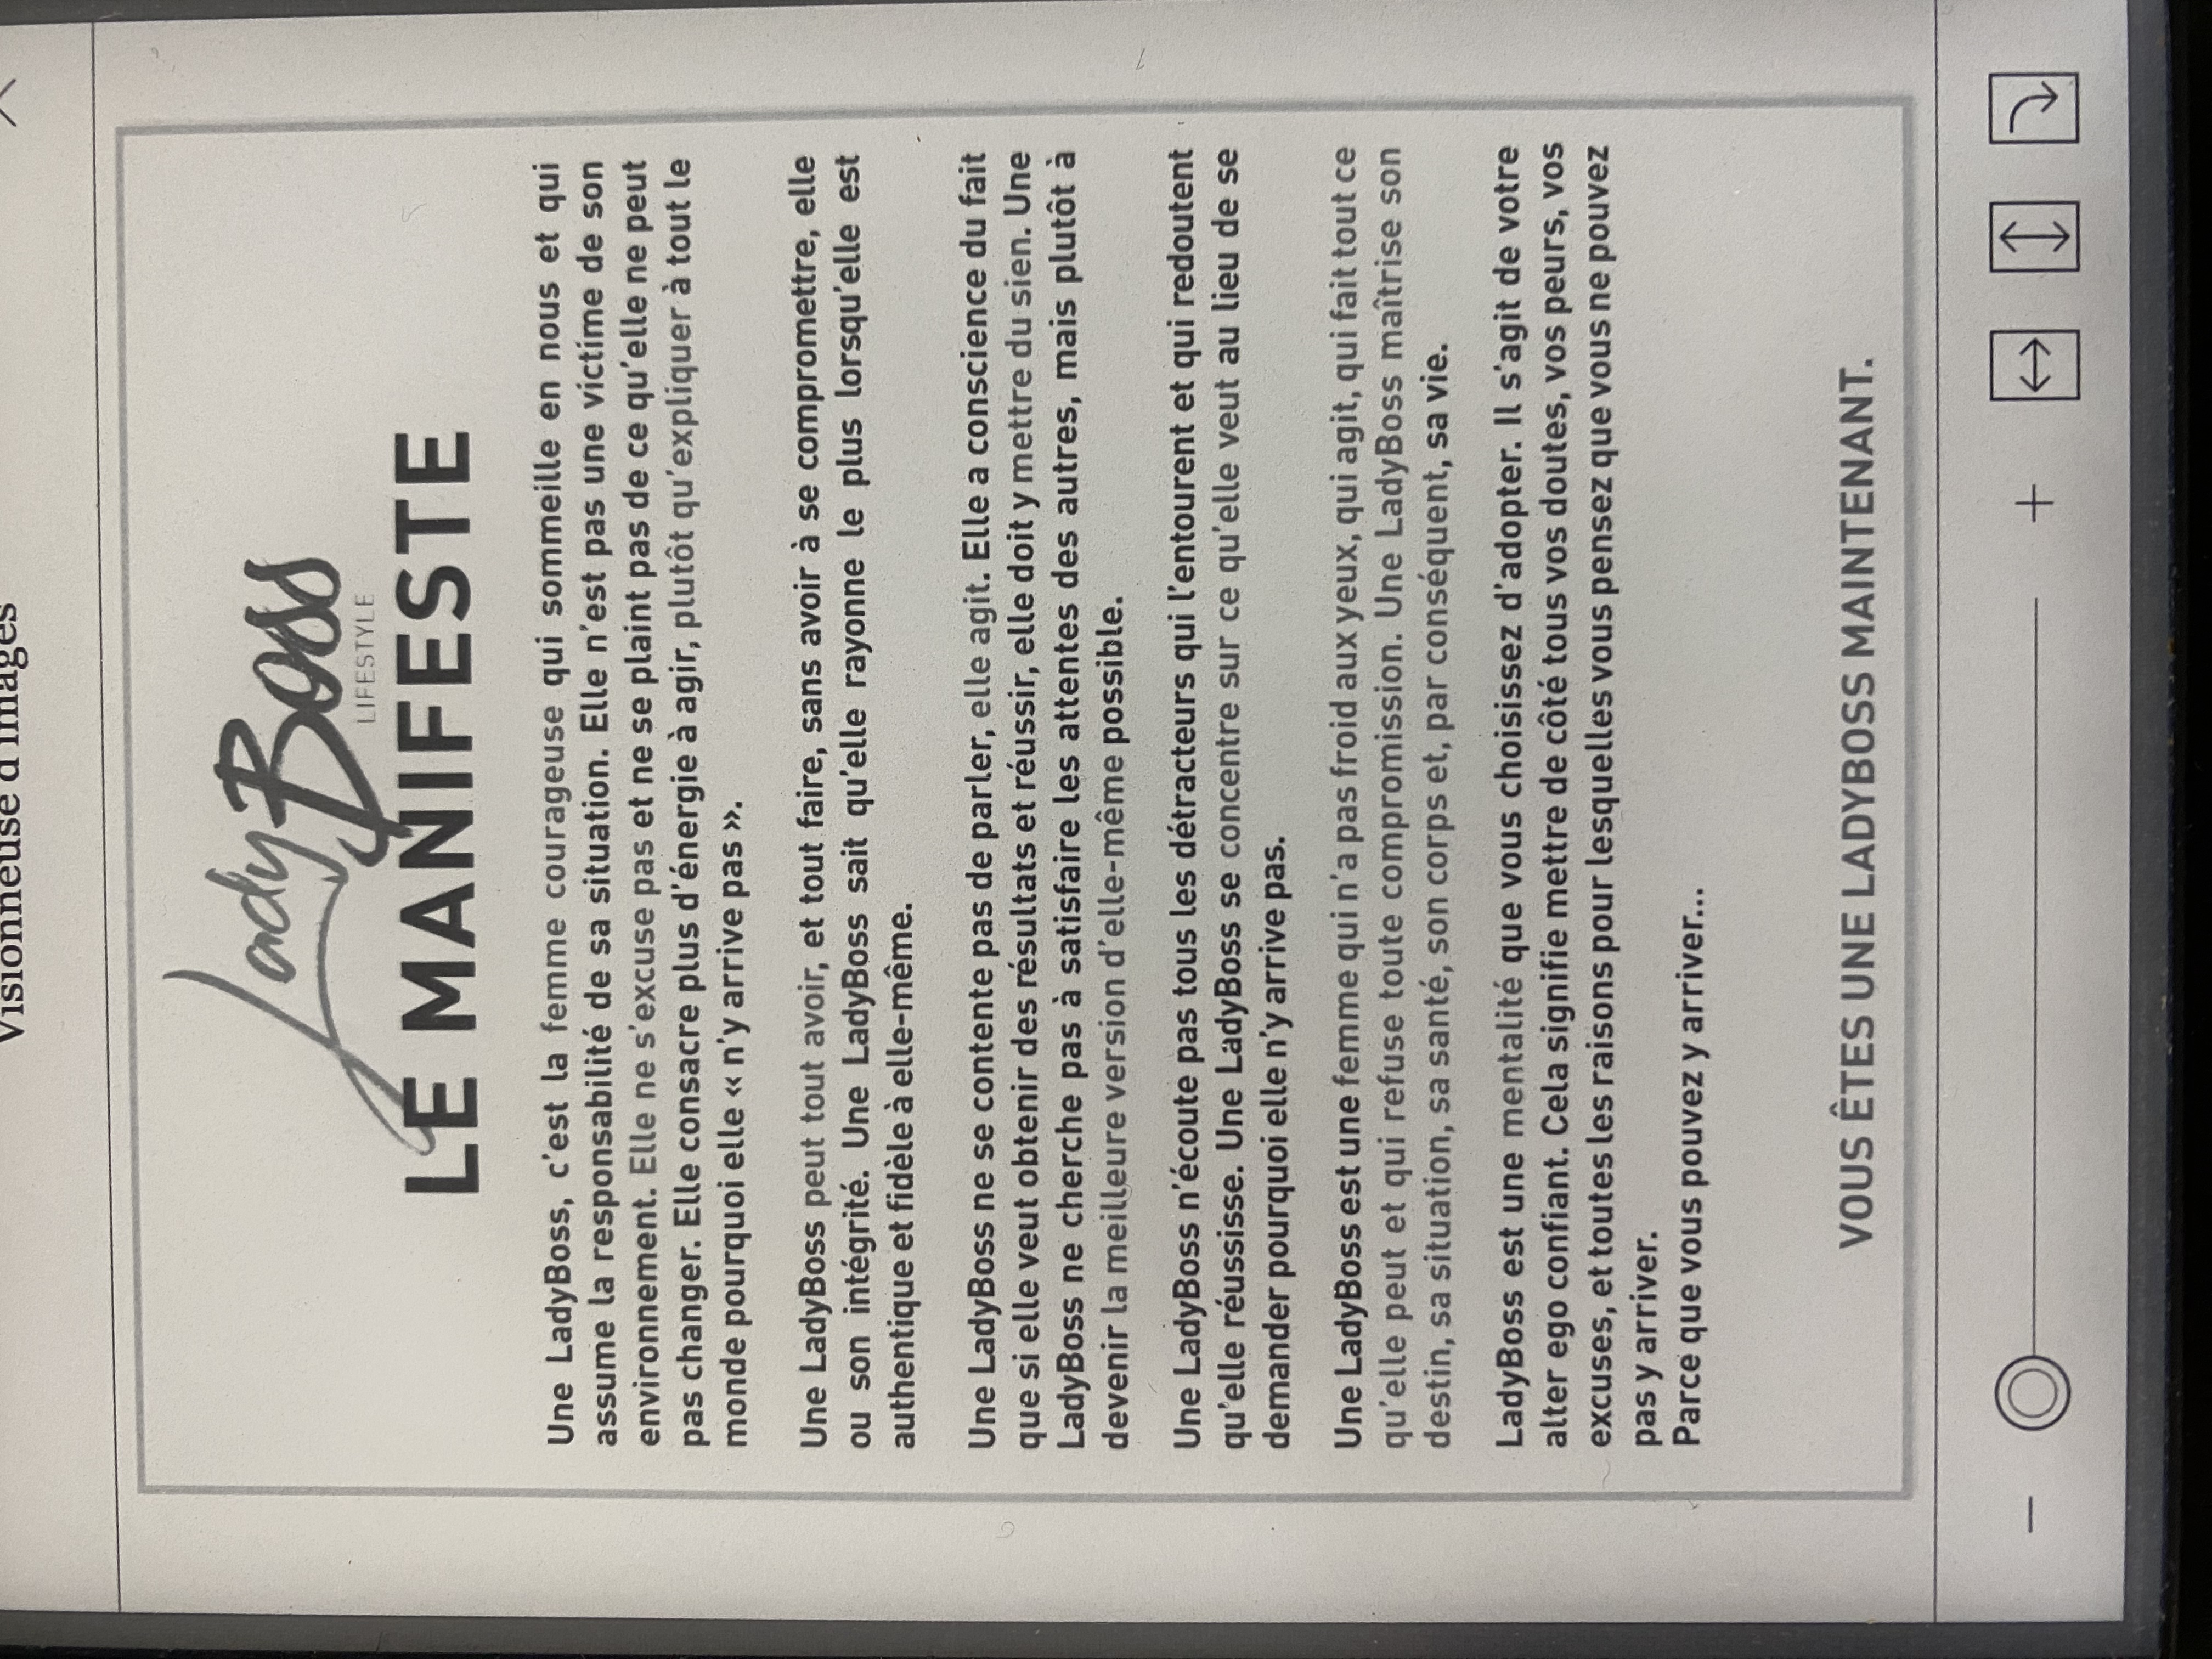 Visionneuse d'images
LadyBoss
LIFESTYLE
LE MANIFESTE
Une LadyBoss, c'est la femme courageuse qui sommeille en nous et qui
assume la responsabilité de sa situation. Elle n'est pas une victime de son
environnement. Elle ne s'excuse pas et ne se plaint pas de ce qu'elle ne peut
pas changer. Elle consacre plus d'énergie à agir, plutôt qu'expliquer à tout le
monde pourquoi elle « n'y arrive pas ».
Une LadyBoss peut tout avoir, et tout faire, sans avoir à se compromettre, elle
ou son intégrité. Une LadyBoss sait qu'elle rayonne le plus lorsqu'elle est
authentique et fidèle à elle-même.
Une LadyBoss ne se contente pas de parler, elle agit. Elle a conscience du fait
que si elle veut obtenir des résultats et réussir, elle doit y mettre du sien. Une
LadyBoss ne cherche pas à satisfaire les attentes des autres, mais plutôt à
devenir la meilleure version d'elle-même possible.
Une LadyBoss n'écoute pas tous les détracteurs qui l'entourent et qui redoutent
qu'elle réussisse. Une LadyBoss se concentre sur ce qu'elle veut au lieu de se
demander pourquoi elle n'y arrive pas.
Une LadyBoss est une femme qui n'a pas froid aux yeux, qui agit, qui fait tout ce
qu'elle peut et qui refuse toute compromission. Une LadyBoss maîtrise son
destin, sa situation, sa santé, son corps et, par conséquent, sa vie.
LadyBoss est une mentalité que vous choisissez d'adopter. Il s'agit de votre
alter ego confiant. Cela signifie mettre de côté tous vos doutes, vos peurs, vos
excuses, et toutes les raisons pour lesquelles vous pensez que vous ne pouvez
pas y arriver.
Parce que vous pouvez y arriver...
VOUS ÊTES UNE LADYBOSS MAINTENANT.